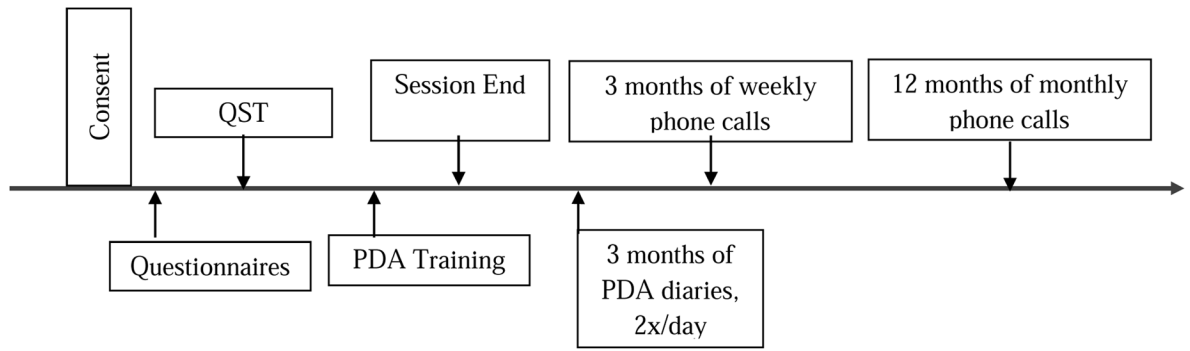 Consent
QST
Session End
3 months of weekly
phone calls
12 months of monthly
phone calls
Questionnaires
PDA Training
3 months of
PDA diaries,
2x/day